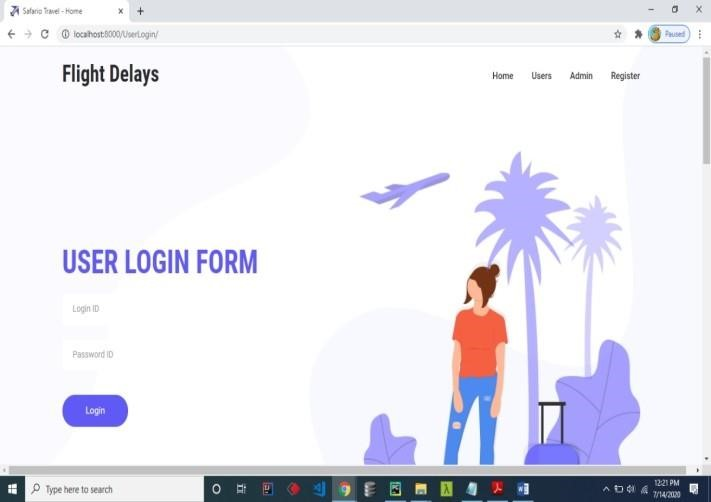 Safario Travel - Home
localhost:8000/UserLogin/
Paused
Flight Delays
Home Users Admin Register
USER LOGIN FORM
Login ID
Password ID
Login
Type here to search
12:21 PM
7/14/2020